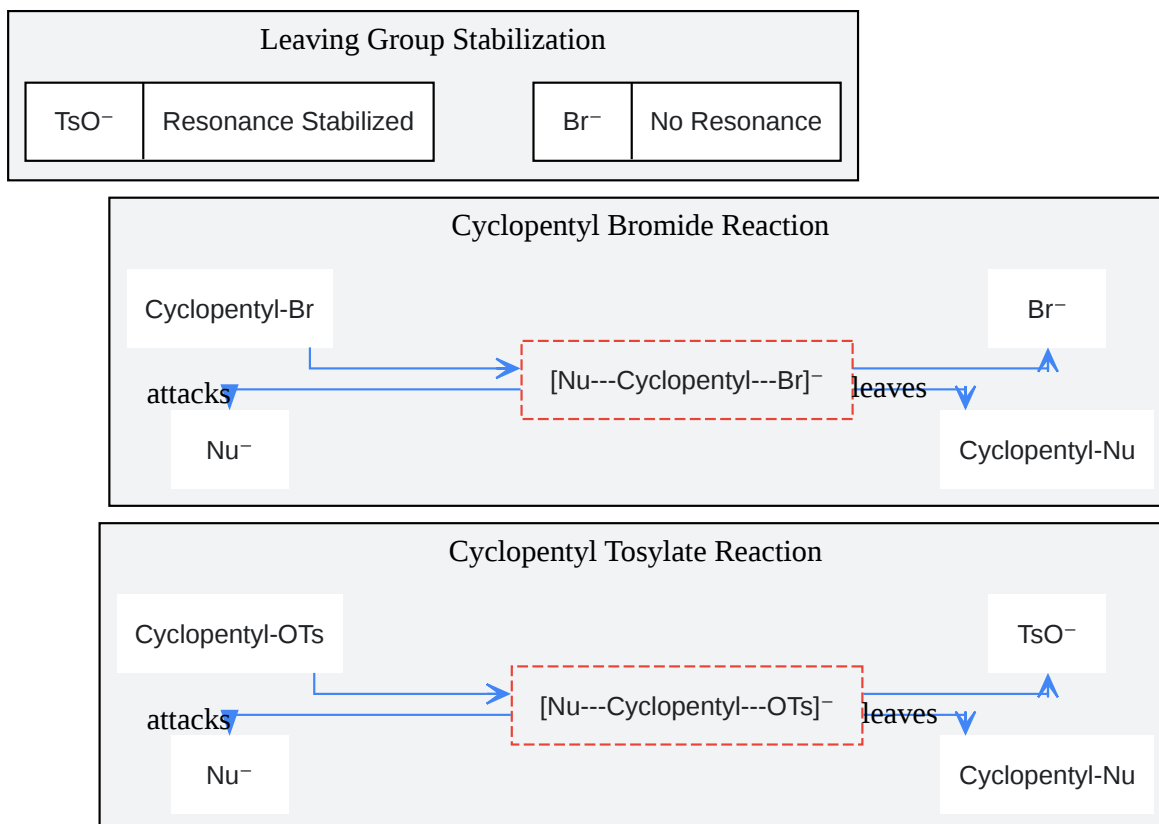 Leaving Group Stabilization
TsO⁻ Resonance Stabilized Br⁻ No Resonance
Cyclopentyl Bromide Reaction
Cyclopentyl-Br Br⁻
[Nu---Cyclopentyl---Br]⁻
attacks leaves
Nu⁻ Cyclopentyl-Nu
Cyclopentyl Tosylate Reaction
Cyclopentyl-OTs TsO⁻
[Nu---Cyclopentyl---OTs]⁻
attacks leaves
Nu⁻ Cyclopentyl-Nu